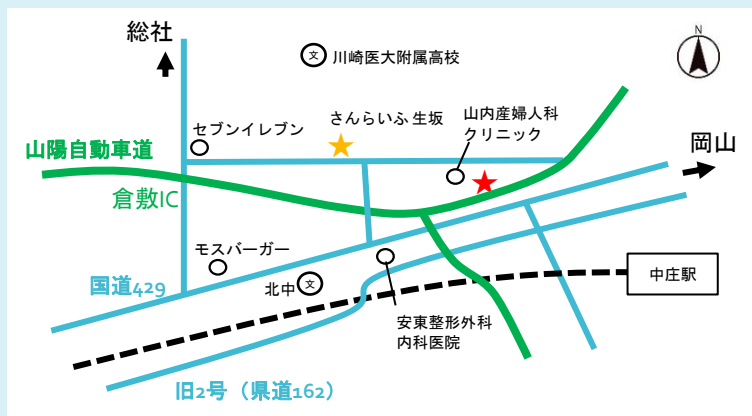 総社
N
文
川崎医大附属高校
岡山
セブンイレブン
さんらいふ生坂
山内産婦人科
クリニック
山陽自動車道
倉敷IC
モスバーガー
北中
文
国道429
中庄駅
安東整形外科
内科医院
旧2号（県道162）